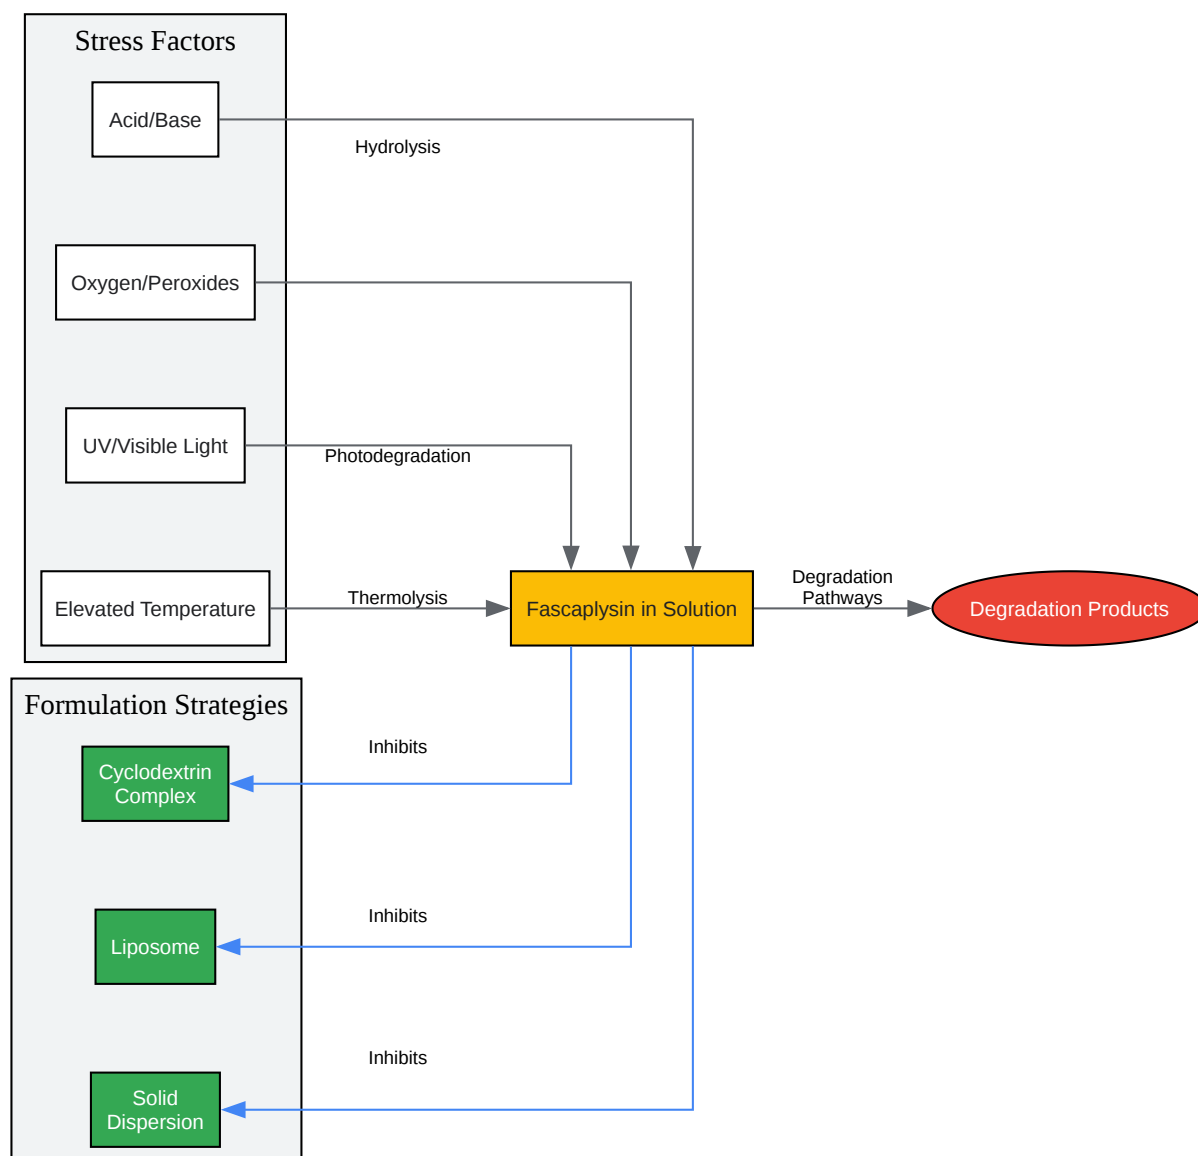 Stress Factors
Acid/Base
Hydrolysis
Oxygen/Peroxides
UV/Visible Light
Photodegradation
Elevated Temperature
Thermolysis
Fascaplysin in Solution
Degradation
Pathways
Degradation Products
Formulation Strategies
Cyclodextrin
Complex
Inhibits
Liposome
Inhibits
Solid
Dispersion
Inhibits